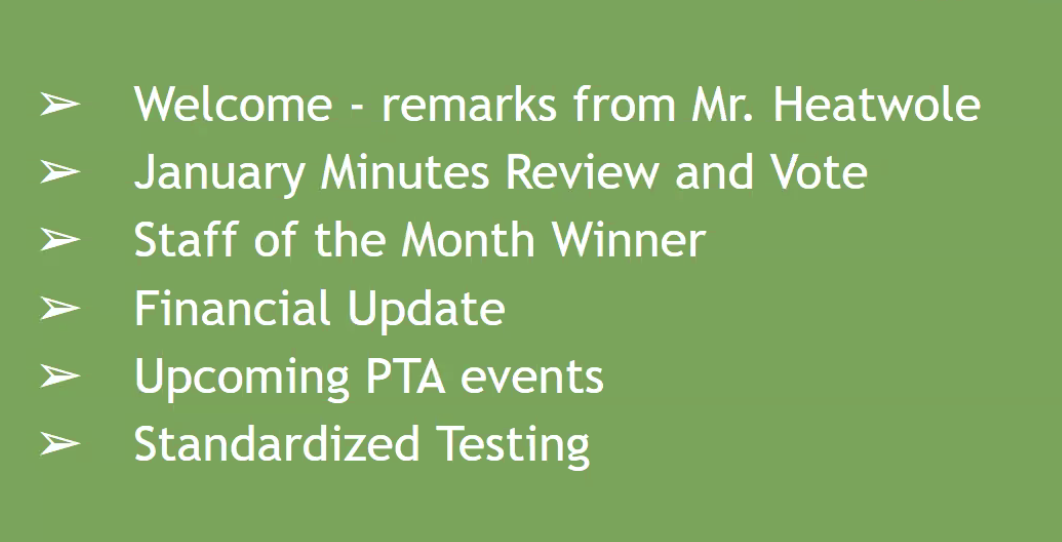 ➢ Welcome - remarks from Mr. Heatwole
➢ January Minutes Review and Vote
➢ Staff of the Month Winner
➢ Financial Update
➢ Upcoming PTA events
➢ Standardized Testing